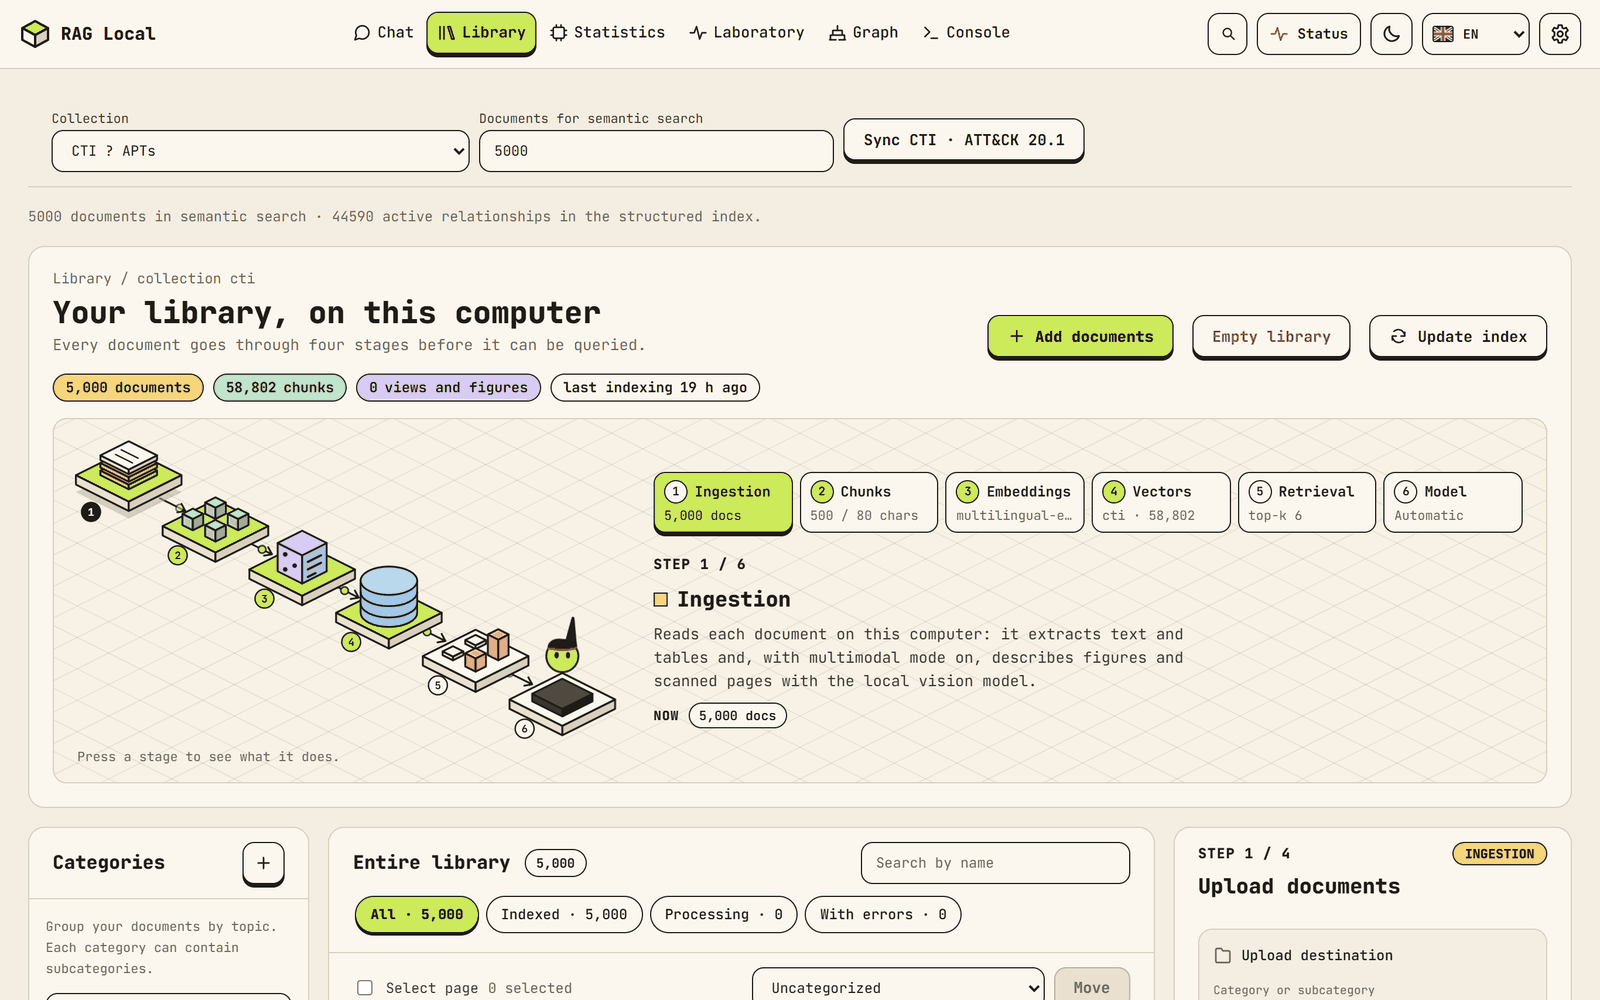 RAG Local
Chat
Library
Statistics
Laboratory
Graph
Console
Status
EN
Collection
CTI ? APTs
Documents for semantic search
5000
Sync CTI · ATT&CK 20.1
5000 documents in semantic search · 44590 active relationships in the structured index.
Library / collection cti
Your library, on this computer
Every document goes through four stages before it can be queried.
+ Add documents
Empty library
Update index
5,000 documents
58,802 chunks
0 views and figures
last indexing 19 h ago
1
2
3
4
5
6
Press a stage to see what it does.
1 Ingestion
5,000 docs
2 Chunks
500 / 80 chars
3 Embeddings
multilingual-e…
4 Vectors
cti · 58,802
5 Retrieval
top-k 6
6 Model
Automatic
STEP 1 / 6
Ingestion
Reads each document on this computer: it extracts text and
tables and, with multimodal mode on, describes figures and
scanned pages with the local vision model.
NOW 5,000 docs
Categories
+
Group your documents by topic.
Each category can contain
subcategories.
Entire library 5,000
Search by name
All · 5,000
Indexed · 5,000
Processing · 0
With errors · 0
Select page 0 selected
Uncategorized
Move
STEP 1 / 4
INGESTION
Upload documents
Upload destination
Category or subcategory